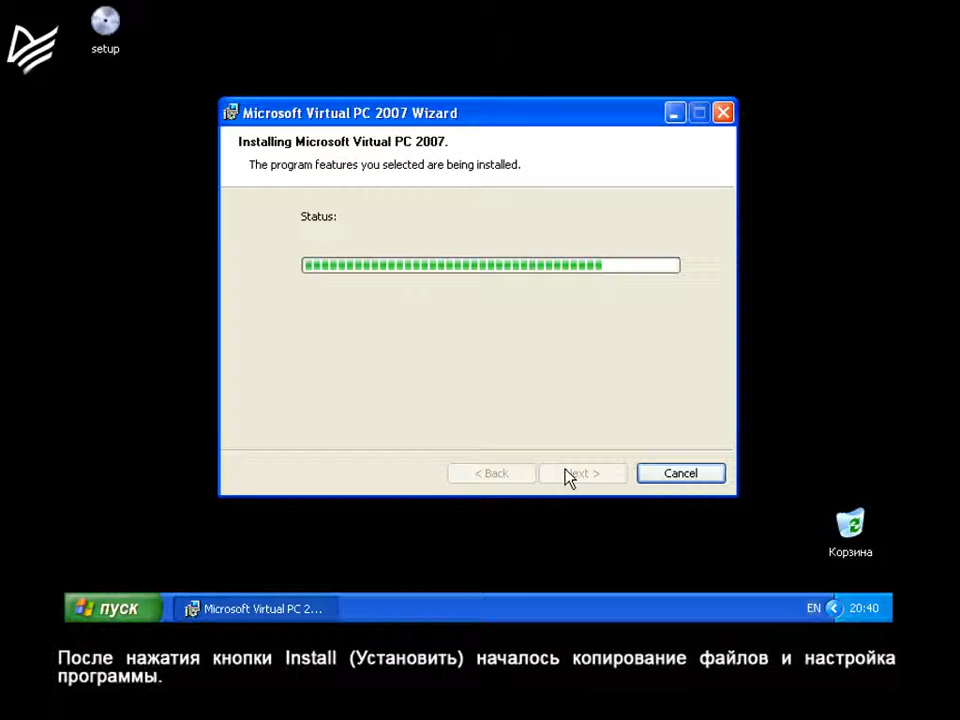 setup
Microsoft Virtual PC 2007 Wizard
Installing Microsoft Virtual PC 2007.
The program features you selected are being installed.
Status:
< Back
Next >
Cancel
Корзина
пуск
Microsoft Virtual PC 2...
EN
20:40
После нажатия кнопки Install (Установить) началось копирование файлов и настройка
программы.